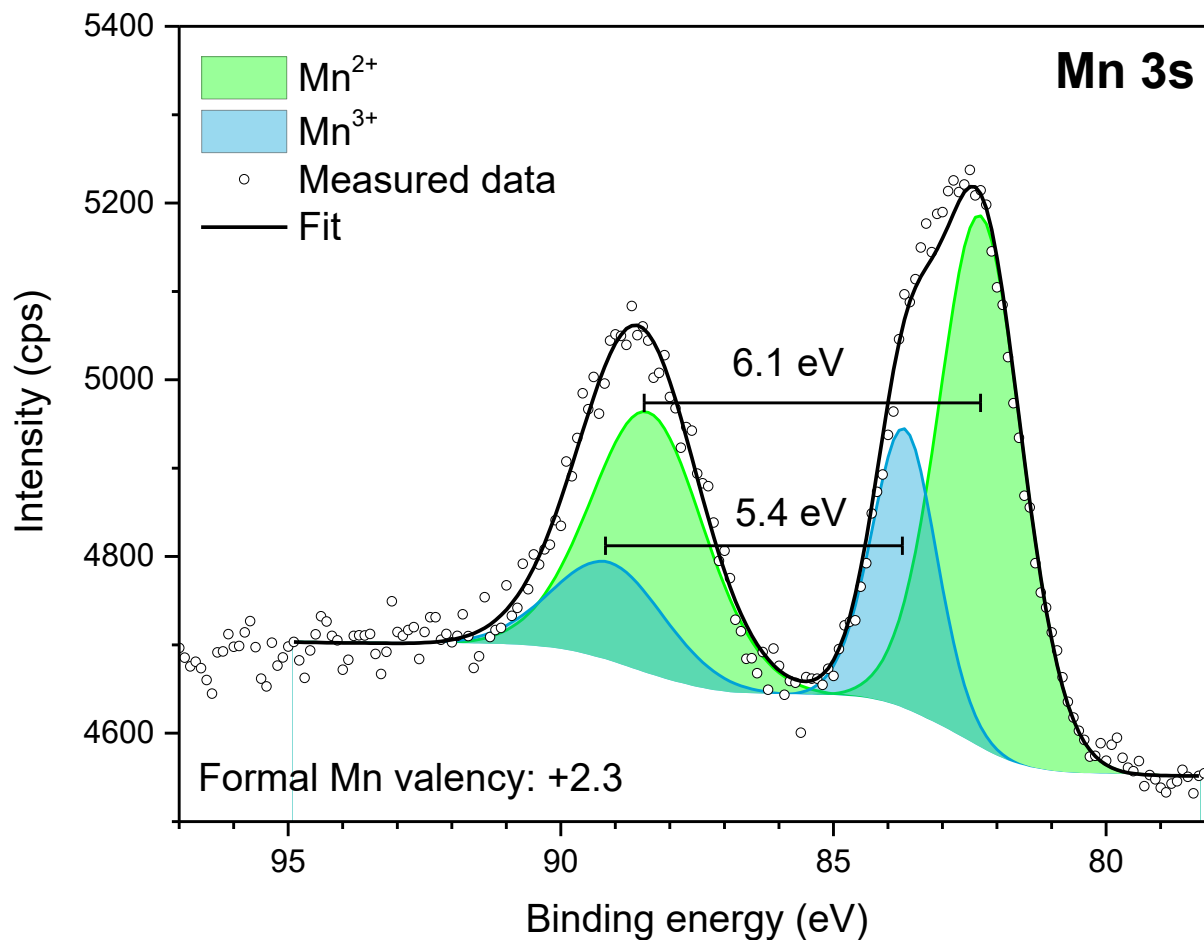 Mn 3s
Mn²⁺
Mn³⁺
Measured data
Fit
6.1 eV
5.4 eV
Formal Mn valency: +2.3
5400
5200
5000
4800
4600
Intensity (cps)
95
90
85
80
Binding energy (eV)